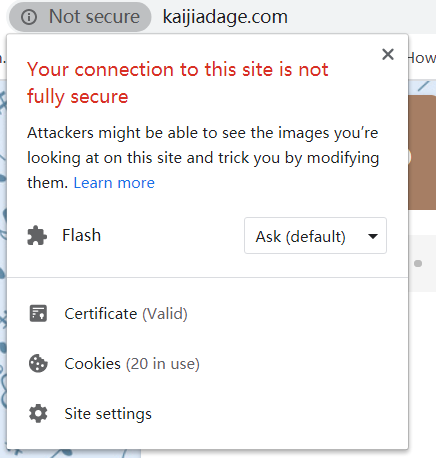 Not secure kaijiadage.com
How
Your connection to this site is not
fully secure
Attackers might be able to see the images you're
looking at on this site and trick you by modifying
them. Learn more
Flash Ask (default)
Certificate (Valid)
Cookies (20 in use)
Site settings